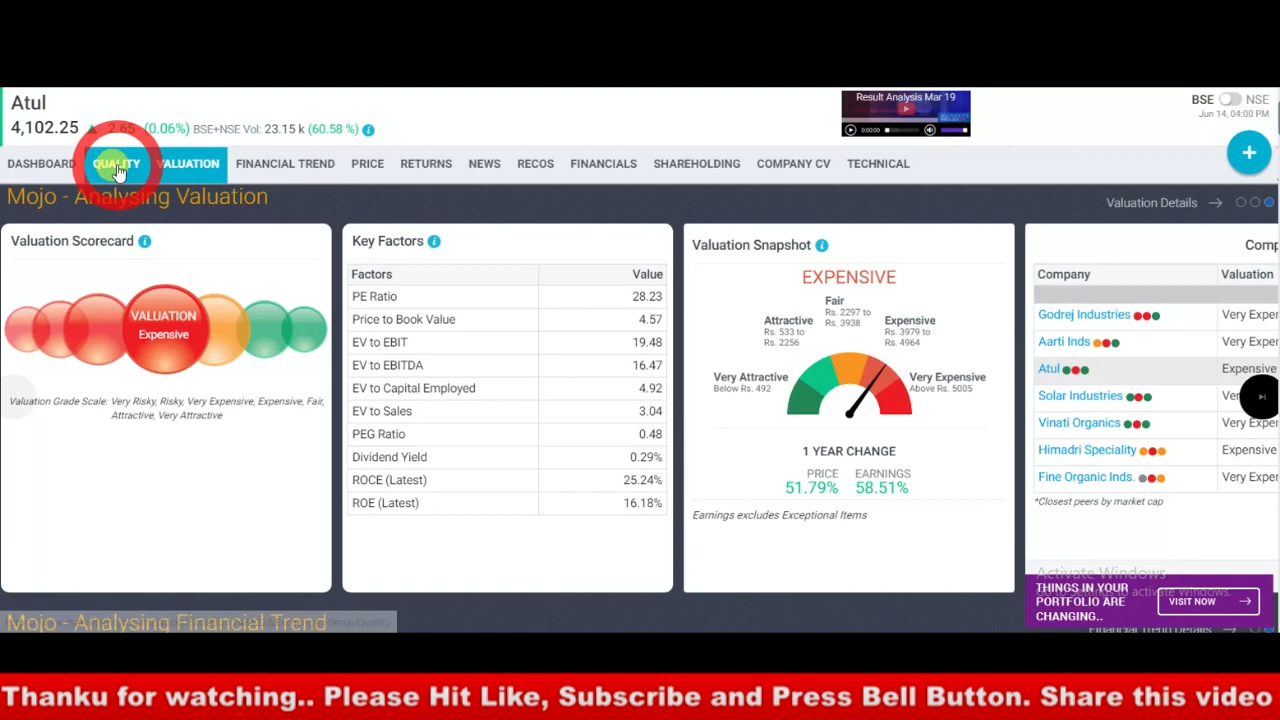 Atul
4,102.25 ▲ 2.65 (0.06%) BSE+NSE Vol: 23.15 k (60.58 %)
Result Analysis Mar 19
0:00:00
BSE NSE
Jun 14, 04:00 PM
+
DASHBOARD QUALITY VALUATION FINANCIAL TREND PRICE RETURNS NEWS RECOS FINANCIALS SHAREHOLDING COMPANY CV TECHNICAL
Mojo - Analysing Valuation
Valuation Details →
Valuation Scorecard
VALUATION
Expensive
Valuation Grade Scale: Very Risky, Risky, Very Expensive, Expensive, Fair,
Attractive, Very Attractive
Key Factors
Factors Value
PE Ratio 28.23
Price to Book Value 4.57
EV to EBIT 19.48
EV to EBITDA 16.47
EV to Capital Employed 4.92
EV to Sales 3.04
PEG Ratio 0.48
Dividend Yield 0.29%
ROCE (Latest) 25.24%
ROE (Latest) 16.18%
Valuation Snapshot
EXPENSIVE
Fair
Rs. 2297 to
Rs. 3938
Attractive
Rs. 533 to
Rs. 2256
Expensive
Rs. 3979 to
Rs. 4964
Very Attractive
Below Rs. 492
Very Expensive
Above Rs. 5005
1 YEAR CHANGE
PRICE EARNINGS
51.79% 58.51%
Earnings excludes Exceptional Items
Comp
Company Valuation
Godrej Industries Very Exper
Aarti Inds Very Exper
Atul Expensive
Solar Industries Very
Vinati Organics Very Exper
Himadri Speciality Expensive
Fine Organic Inds. Very Exper
*Closest peers by market cap
Activate Windows
to activate Windows.
THINGS IN YOUR
PORTFOLIO ARE
CHANGING..
VISIT NOW →
Mojo - Analysing Financial Trend
Financial Trend Details →
Thanku for watching.. Please Hit Like, Subscribe and Press Bell Button. Share this video